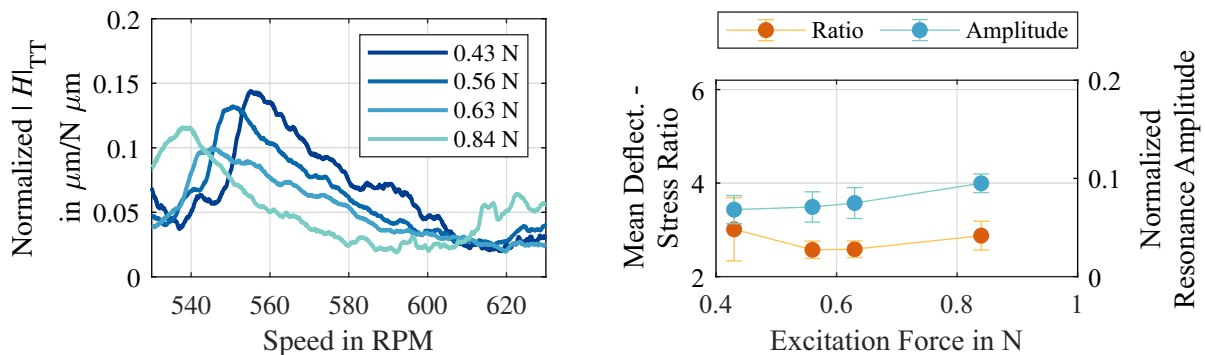 Normalized | H|TT
in μm/N μm
0.2
0.15
0.1
0.05
0
540
560
580
600
620
Speed in RPM
0.43 N
0.56 N
0.63 N
0.84 N
Ratio
Amplitude
Mean Deflect. -
Stress Ratio
6
4
2
0.4
0.6
0.8
1
Excitation Force in N
0.2
0.1
0
Normalized
Resonance Amplitude